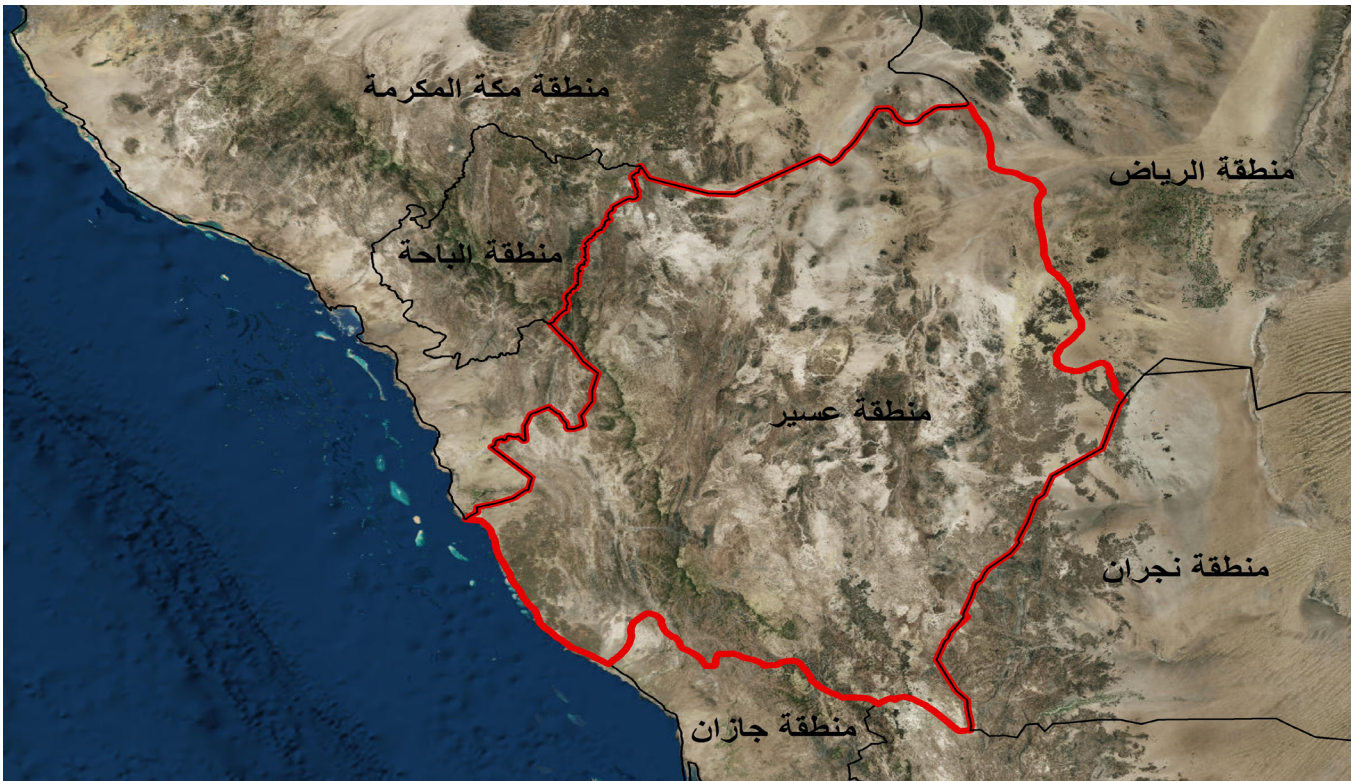 منطقة مكة المكرمة
منطقة الرياض
منطقة الباحة
منطقة عسير
منطقة نجران
منطقة جازان